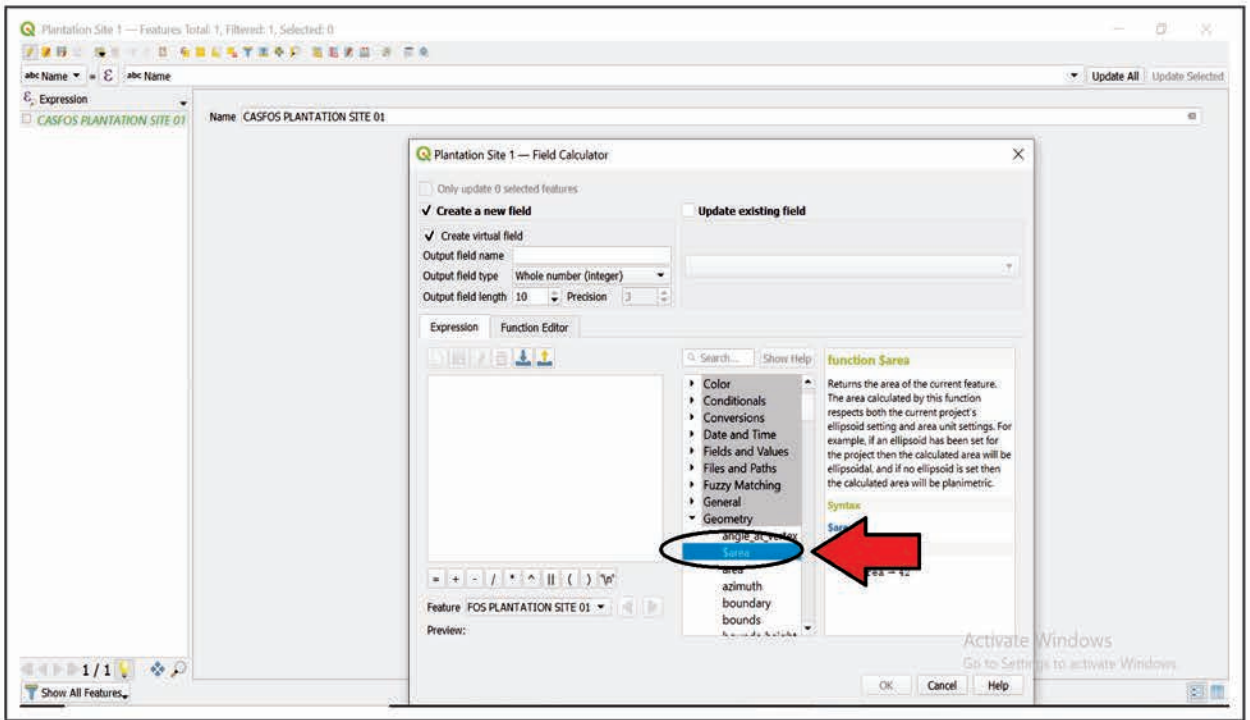 Plantation Site 1 — Features Total: 1, Filtered: 1, Selected: 0
abc Name = ε abc Name Update All Update Selected
ε Expression
CASFOS PLANTATION SITE 01
Name CASFOS PLANTATION SITE 01
Plantation Site 1 — Field Calculator
Only update 0 selected features
Create a new field
Update existing field
Create virtual field
Output field name
Output field type Whole number (integer)
Output field length 10 Precision 3
Expression Function Editor
Search... Show Help
Color
Conditionals
Conversions
Date and Time
Fields and Values
Files and Paths
Fuzzy Matching
General
Geometry
angle_at_vertex
$area
area
azimuth
boundary
bounds
function $area
Returns the area of the current feature.
The area calculated by this function
respects both the current project's
ellipsoid setting and area unit settings. For
example, if an ellipsoid has been set for
the project then the calculated area will be
ellipsoidal, and if no ellipsoid is set then
the calculated area will be planimetric.
Syntax
= + - / * ^ || ( ) '\n'
Feature FOS PLANTATION SITE 01
Preview:
OK Cancel Help
Activate Windows
Go to Settings to activate Windows.
1 / 1
Show All Features